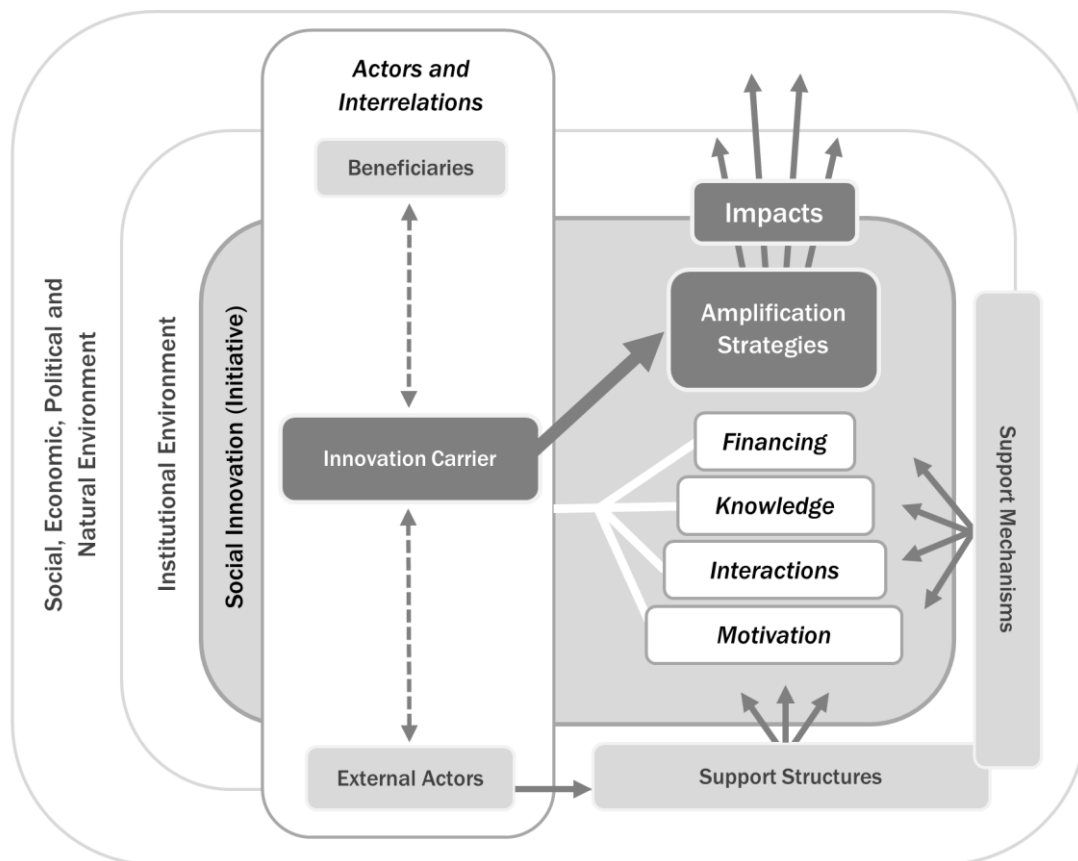 Actors and
Interrelations
Beneficiaries
Impacts
Amplification
Strategies
Social, Economic, Political and
Natural Environment
Institutional Environment
Social Innovation (Initiative)
Innovation Carrier
Financing
Knowledge
Interactions
Motivation
Support Mechanisms
External Actors
Support Structures